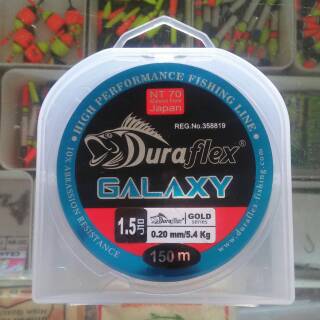 NT 70
Japan
HIGH PERFORMANCE FISHING LINE
REG.No.358819
10X ABRASSION RESISTANCE
Duraflex®
GALAXY
www.duraflex-fishing.com
1.5
Duraflex
GOLD
series
0.20 mm/5.4 Kg
150 m